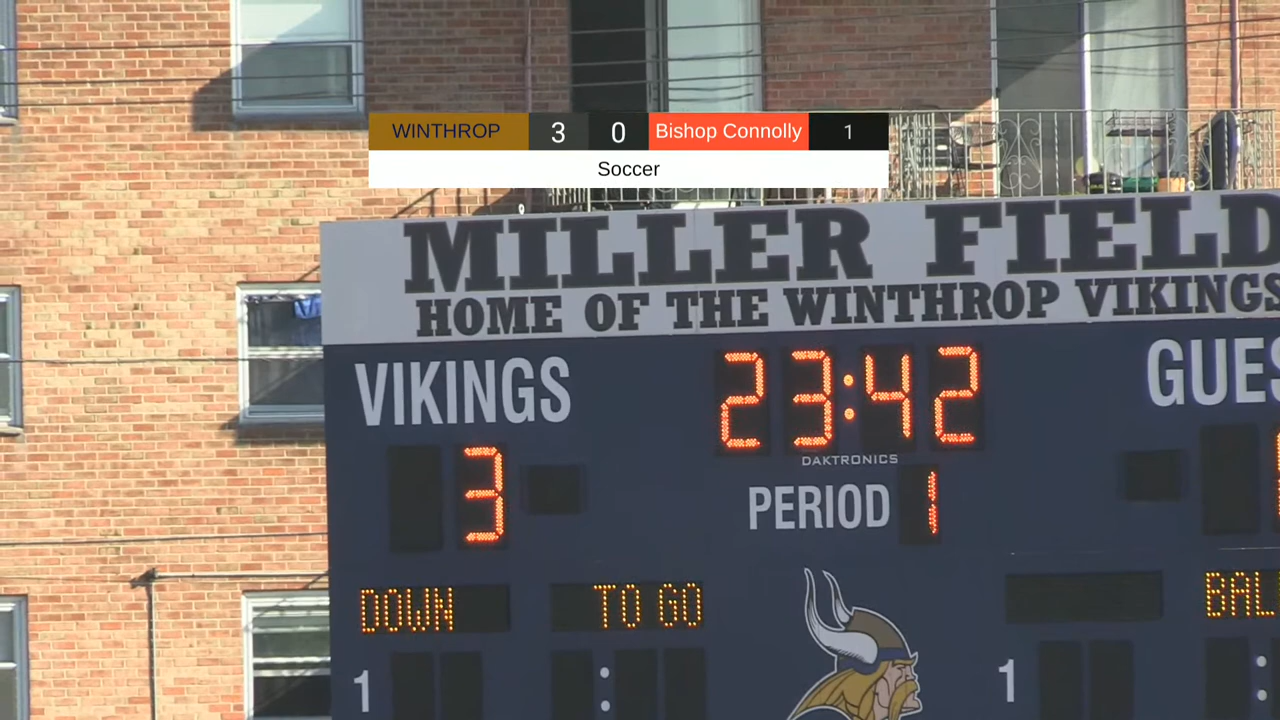 WINTHROP 3 0 Bishop Connolly 1
Soccer
MILLER FIELD
HOME OF THE WINTHROP VIKINGS
VIKINGS 23:42 GUES
DAKTRONICS
3 PERIOD 1
DOWN TO GO BAL
1 : 1 :